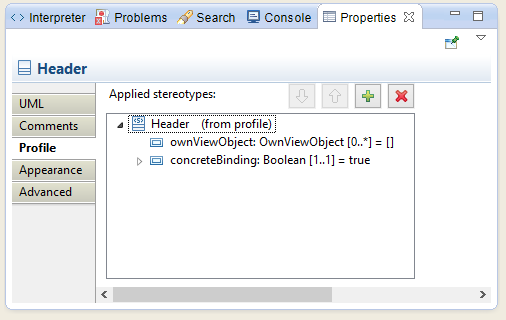 Interpreter Problems Search Console Properties
Header
UML
Comments
Profile
Appearance
Advanced
Applied stereotypes:
Header (from profile)
ownViewObject: OwnViewObject [0..*] = []
concreteBinding: Boolean [1..1] = true